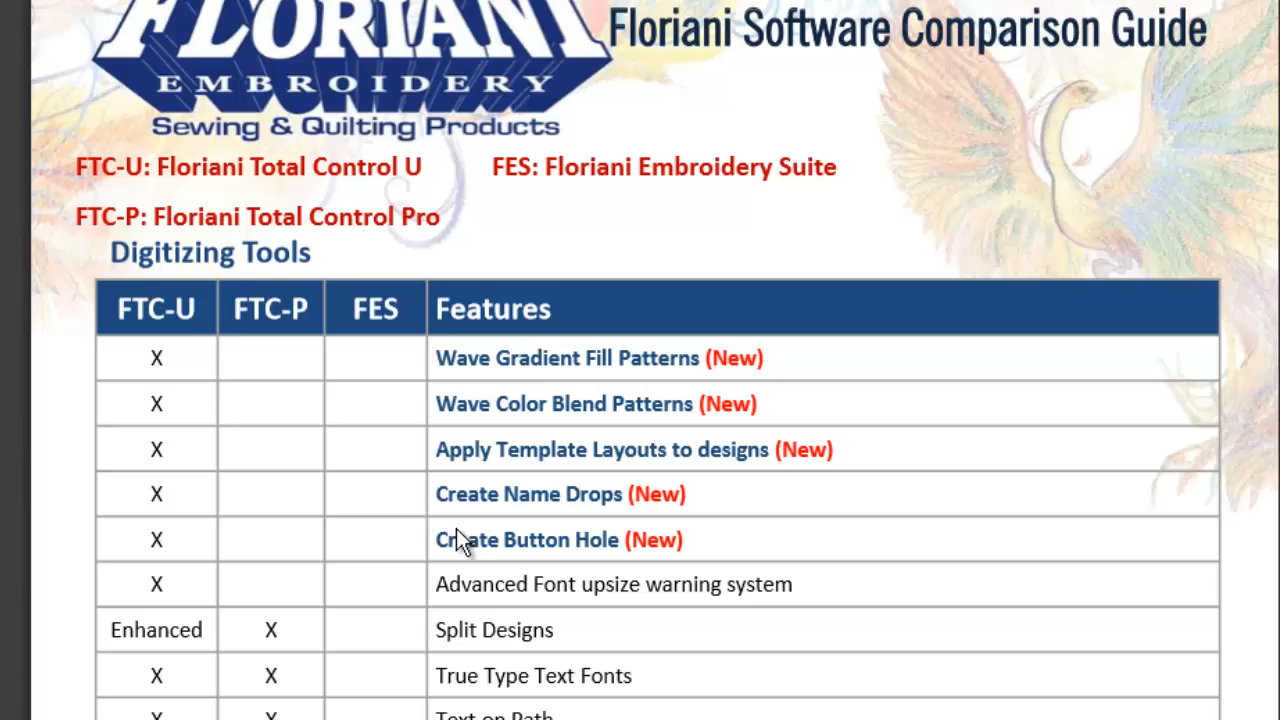 FLORIANI
EMBROIDERY
Sewing & Quilting Products
Floriani Software Comparison Guide
FTC-U: Floriani Total Control U FES: Floriani Embroidery Suite
FTC-P: Floriani Total Control Pro
Digitizing Tools
FTC-U FTC-P FES Features
X Wave Gradient Fill Patterns (New)
X Wave Color Blend Patterns (New)
X Apply Template Layouts to designs (New)
X Create Name Drops (New)
X Create Button Hole (New)
X Advanced Font upsize warning system
Enhanced X Split Designs
X X True Type Text Fonts
X X Text on Path